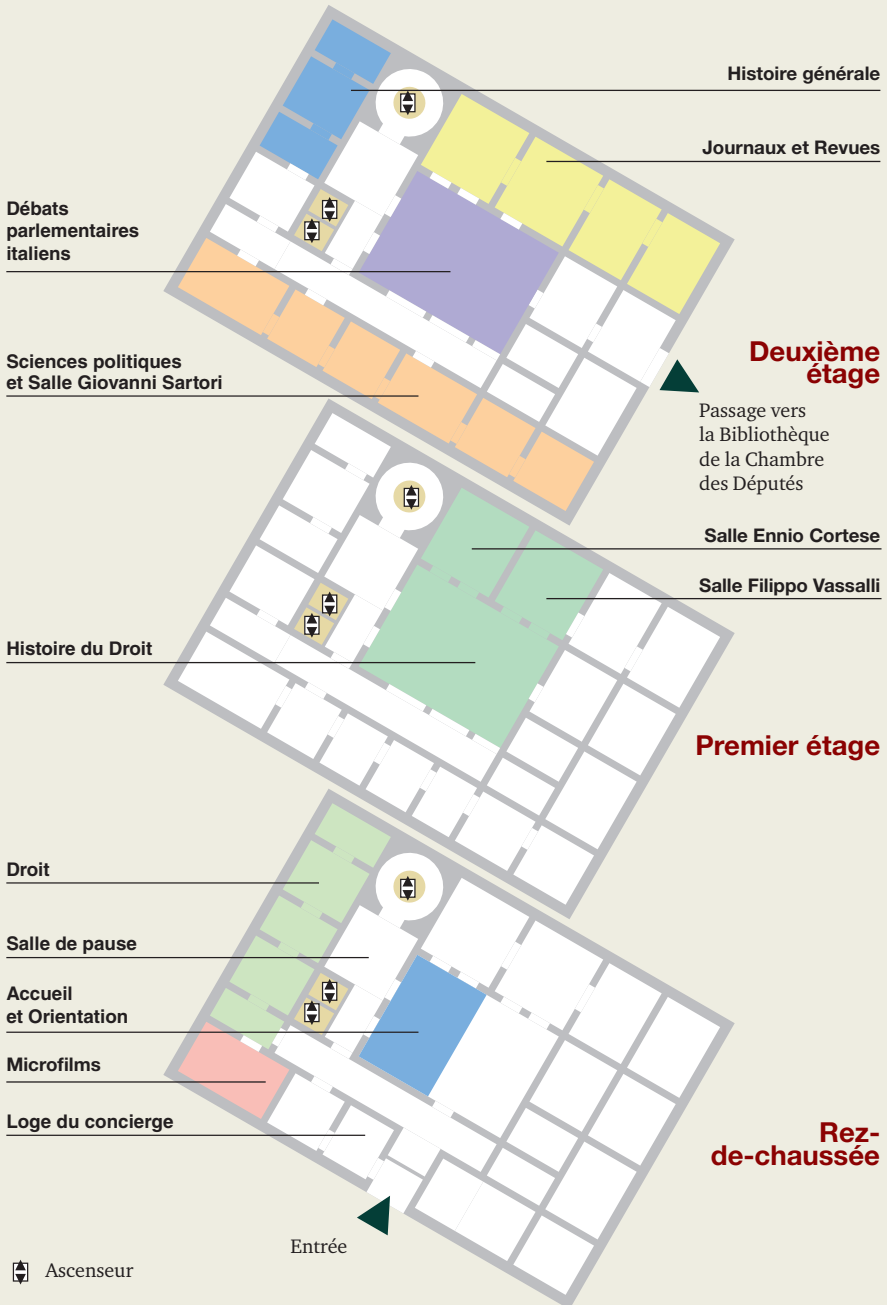 Histoire générale
Journaux et Revues
Débats
parlementaires
italiens
Sciences politiques
et Salle Giovanni Sartori
Deuxième
étage
Passage vers
la Bibliothèque
de la Chambre
des Députés
Salle Ennio Cortese
Salle Filippo Vassalli
Histoire du Droit
Premier étage
Droit
Salle de pause
Accueil
et Orientation
Microfilms
Loge du concierge
Rez-
de-chaussée
Entrée
Ascenseur